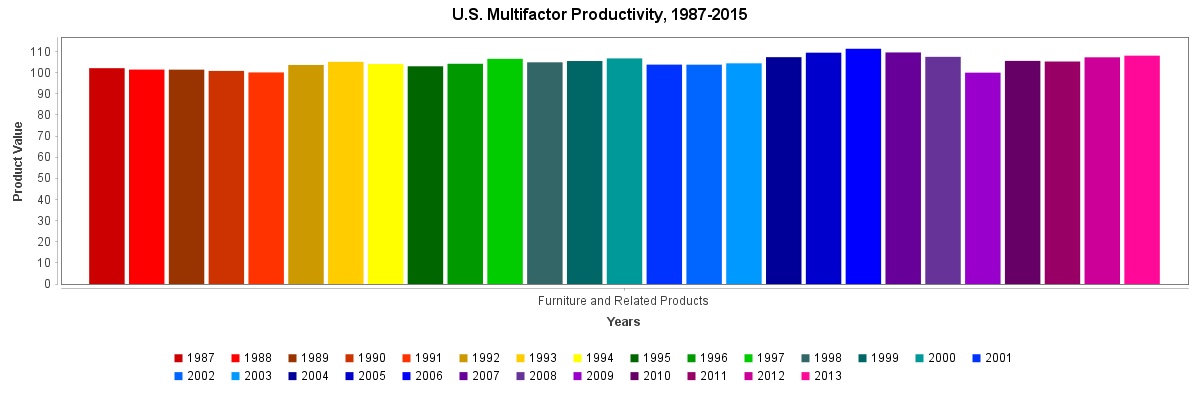 U.S. Multifactor Productivity, 1987-2015
110
100
90
80
70
60
50
40
30
20
10
0
Product Value
Furniture and Related Products
Years
1987 1988 1989 1990 1991 1992 1993 1994 1995 1996 1997 1998 1999 2000 2001
2002 2003 2004 2005 2006 2007 2008 2009 2010 2011 2012 2013